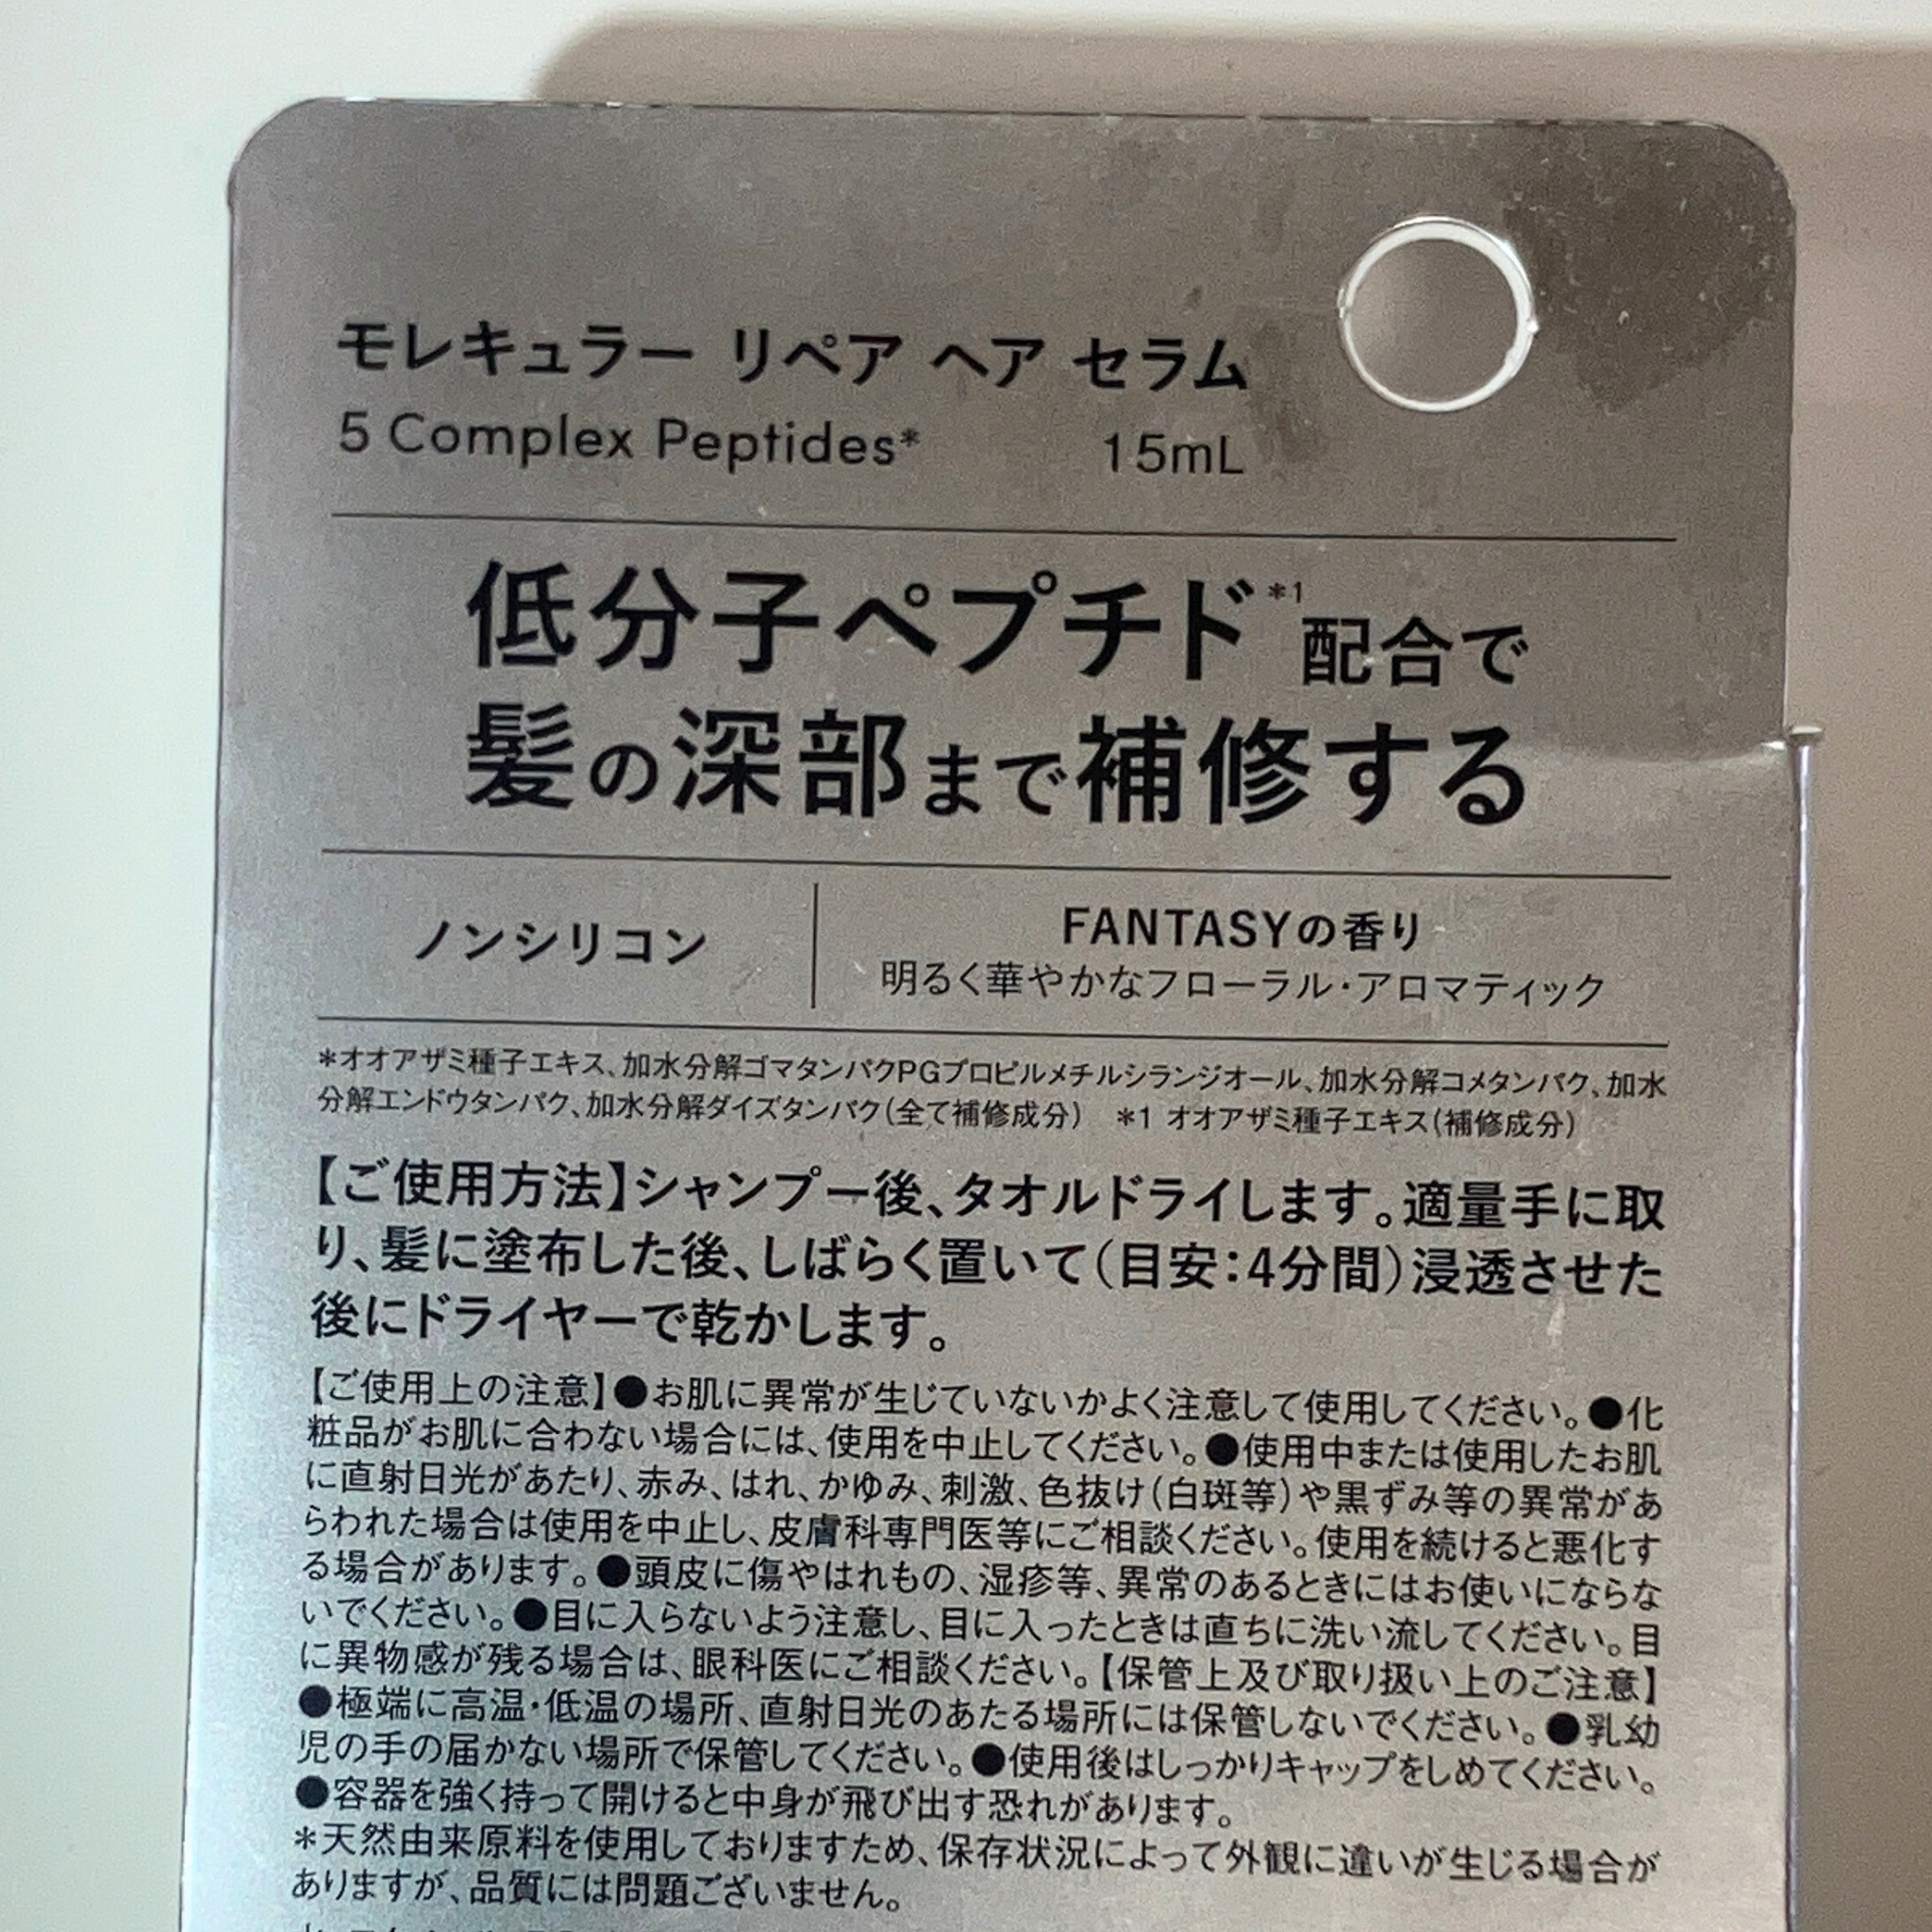 モレキュラー リペア ヘア セラム
5 Complex Peptides* 15mL
低分子ペプチド*1配合で
髪の深部まで補修する
ノンシリコン
FANTASYの香り
明るく華やかなフローラル・アロマティック
*オオアザミ種子エキス、加水分解ゴマタンパクPGプロピルメチルシランジオール、加水分解コメタンパク、加水
分解エンドウタンパク、加水分解ダイズタンパク(全て補修成分) *1 オオアザミ種子エキス(補修成分)
【ご使用方法】シャンプー後、タオルドライします。適量手に取
り、髪に塗布した後、しばらく置いて(目安:4分間)浸透させた
後にドライヤーで乾かします。
【ご使用上の注意】●お肌に異常が生じていないかよく注意して使用してください。●化
粧品がお肌に合わない場合には、使用を中止してください。●使用中または使用したお肌
に直射日光があたり、赤み、はれ、かゆみ、刺激、色抜け(白斑等)や黒ずみ等の異常があ
らわれた場合は使用を中止し、皮膚科専門医等にご相談ください。使用を続けると悪化す
る場合があります。●頭皮に傷やはれもの、湿疹等、異常のあるときにはお使いにならな
いでください。●目に入らないよう注意し、目に入ったときは直ちに洗い流してください。目
に異物感が残る場合は、眼科医にご相談ください。【保管上及び取り扱い上のご注意】
●極端に高温・低温の場所、直射日光のあたる場所には保管しないでください。●乳幼
児の手の届かない場所で保管してください。●使用後はしっかりキャップをしめてください。
●容器を強く持って開けると中身が飛び出す恐れがあります。
*天然由来原料を使用しておりますため、保存状況によって外観に違いが生じる場合が
ありますが、品質には問題ございません。